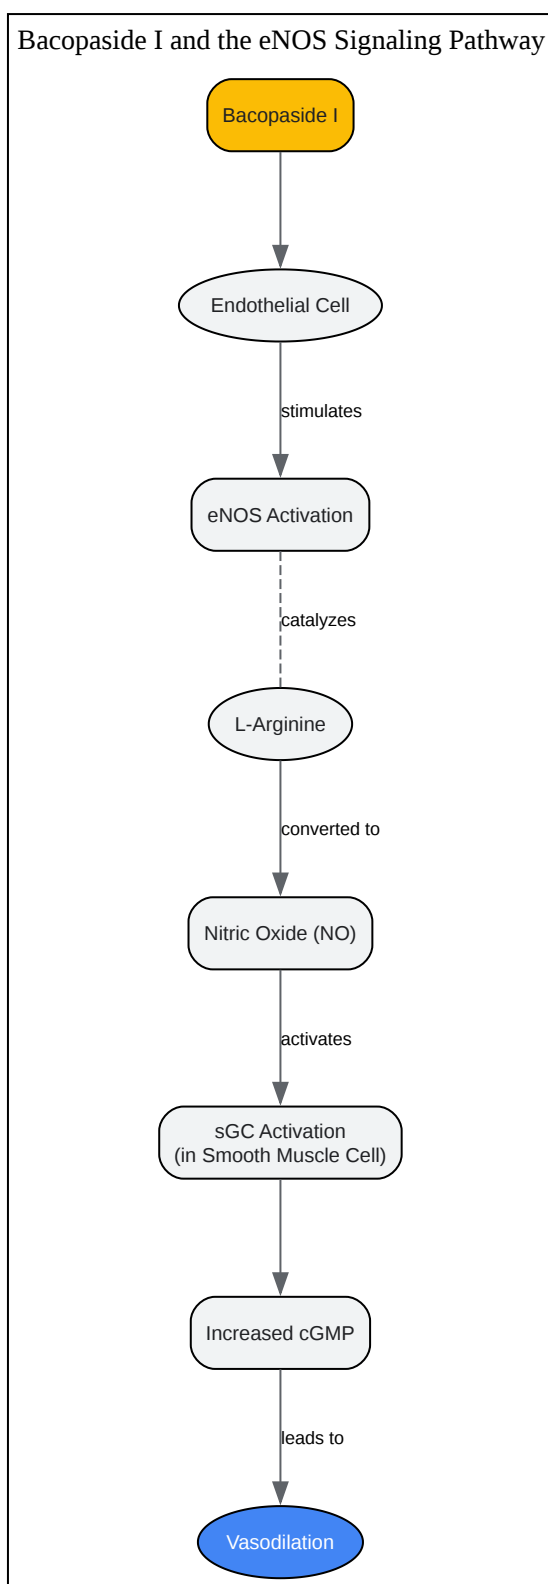 Bacopaside I and the eNOS Signaling Pathway
Bacopaside I
Endothelial Cell
stimulates
eNOS Activation
catalyzes
L-Arginine
converted to
Nitric Oxide (NO)
activates
sGC Activation
(in Smooth Muscle Cell)
Increased cGMP
leads to
Vasodilation